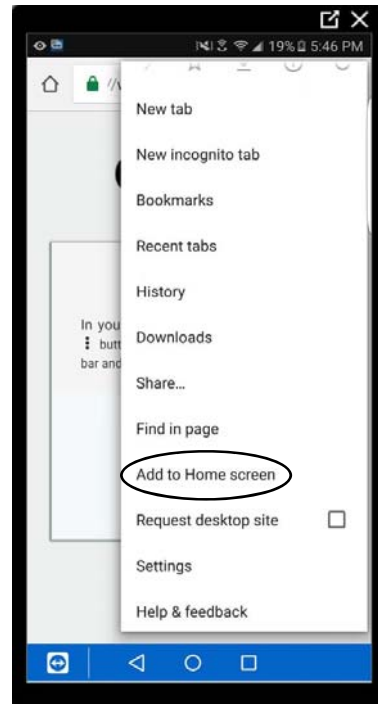 19% 5:46 PM
//v
New tab
New incognito tab
Bookmarks
Recent tabs
History
In you
Downloads
⋮ butt
bar and
Share...
Find in page
Add to Home screen
Request desktop site
Settings
Help & feedback